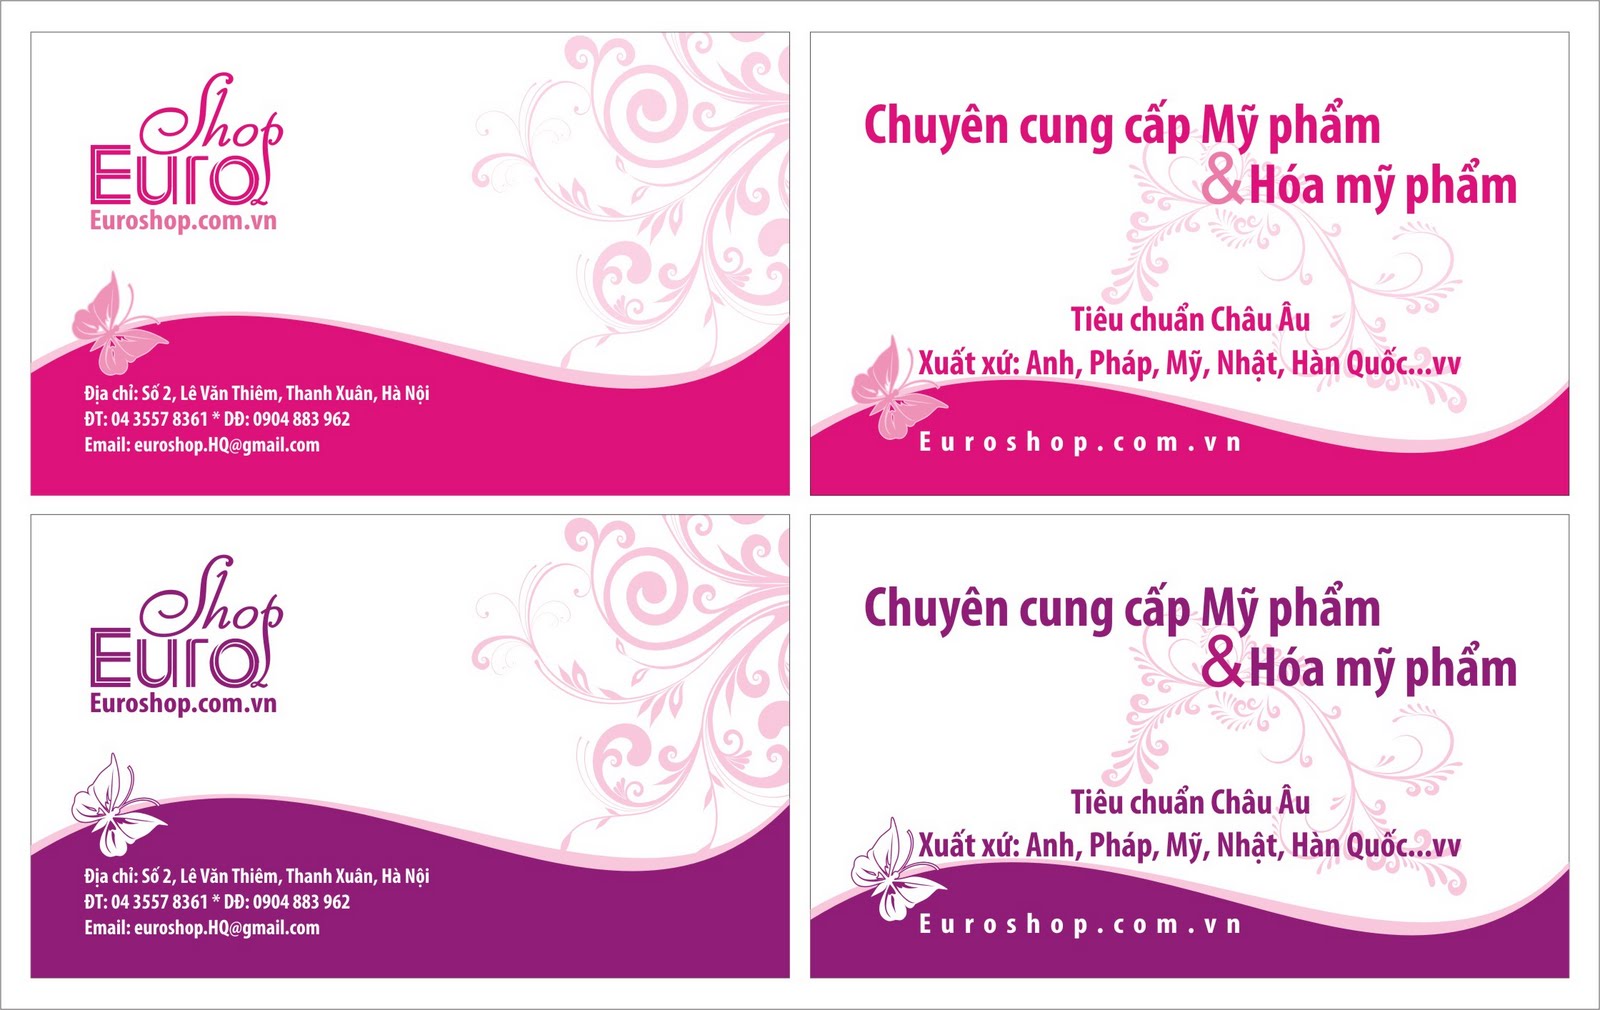 Shop
Euro
Euroshop.com.vn
Địa chỉ: Số 2, Lê Văn Thiêm, Thanh Xuân, Hà Nội
ĐT: 04 3557 8361 * DĐ: 0904 883 962
Email: euroshop.HQ@gmail.com
Chuyên cung cấp Mỹ phẩm
& Hóa mỹ phẩm
Tiêu chuẩn Châu Âu
Xuất xứ: Anh, Pháp, Mỹ, Nhật, Hàn Quốc...vv
Euroshop.com.vn
Shop
Euro
Euroshop.com.vn
Địa chỉ: Số 2, Lê Văn Thiêm, Thanh Xuân, Hà Nội
ĐT: 04 3557 8361 * DĐ: 0904 883 962
Email: euroshop.HQ@gmail.com
Chuyên cung cấp Mỹ phẩm
& Hóa mỹ phẩm
Tiêu chuẩn Châu Âu
Xuất xứ: Anh, Pháp, Mỹ, Nhật, Hàn Quốc...vv
Euroshop.com.vn